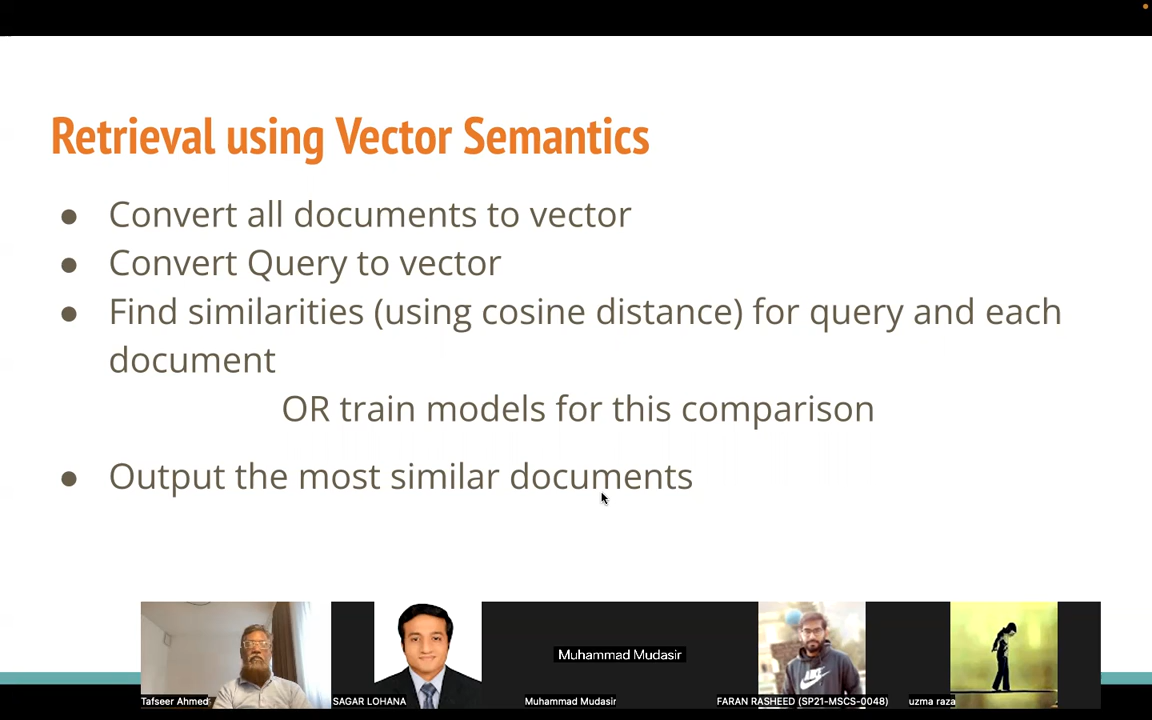 Retrieval using Vector Semantics
● Convert all documents to vector
● Convert Query to vector
● Find similarities (using cosine distance) for query and each
document
OR train models for this comparison
● Output the most similar documents
Muhammad Mudasir
Tafseer Ahmed
SAGAR LOHANA
Muhammad Mudasir
FARAN RASHEED (SP21-MSCS-0048)
uzma raza